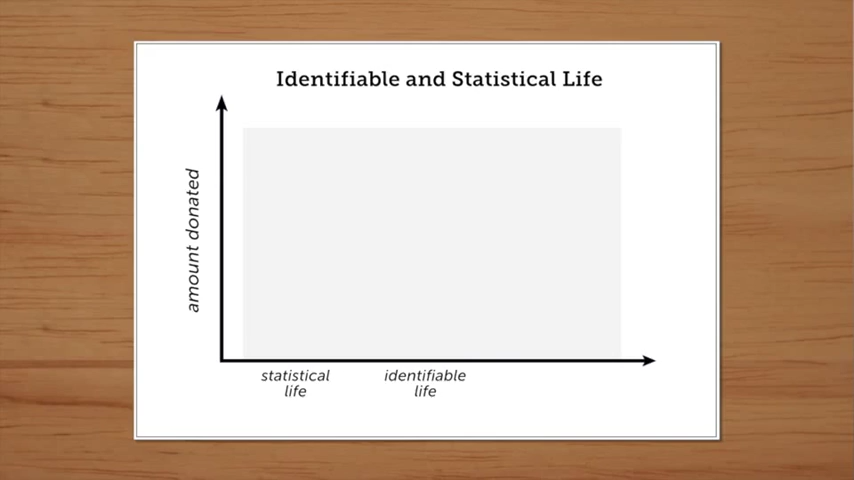 Identifiable and Statistical Life
amount donated
statistical
life
identifiable
life